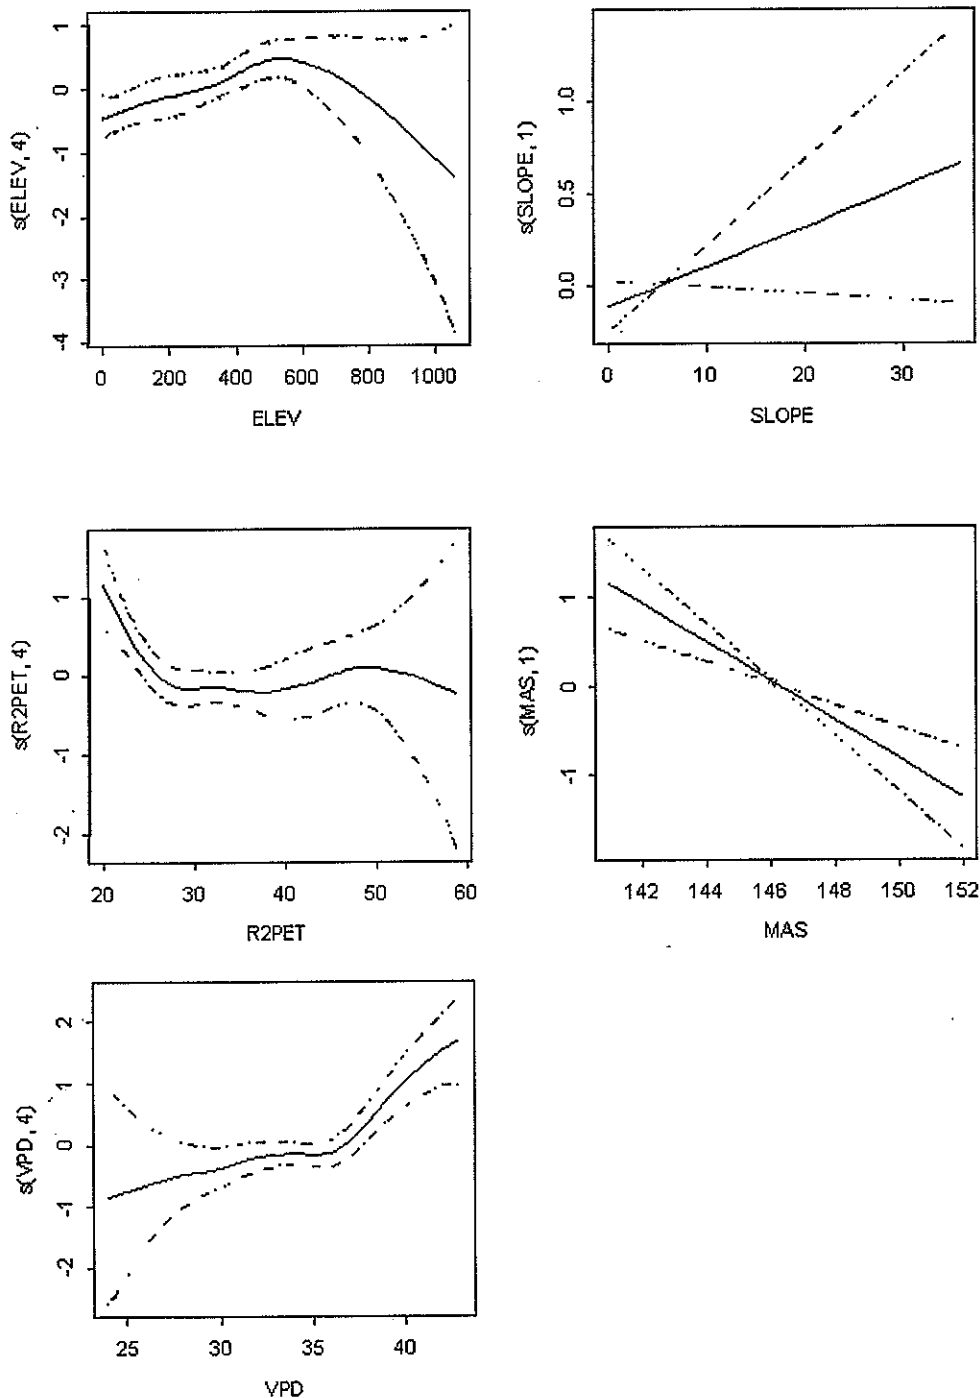 s(ELEV, 4)
1
0
-1
-2
-3
-4
0 200 400 600 800 1000
ELEV
s(SLOPE, 1)
1.0
0.5
0.0
0 10 20 30
SLOPE
s(R2PET, 4)
1
0
-1
-2
20 30 40 50 60
R2PET
s(MAS, 1)
1
0
-1
142 144 146 148 150 152
MAS
s(VPD, 4)
2
1
0
-1
-2
25 30 35 40
VPD